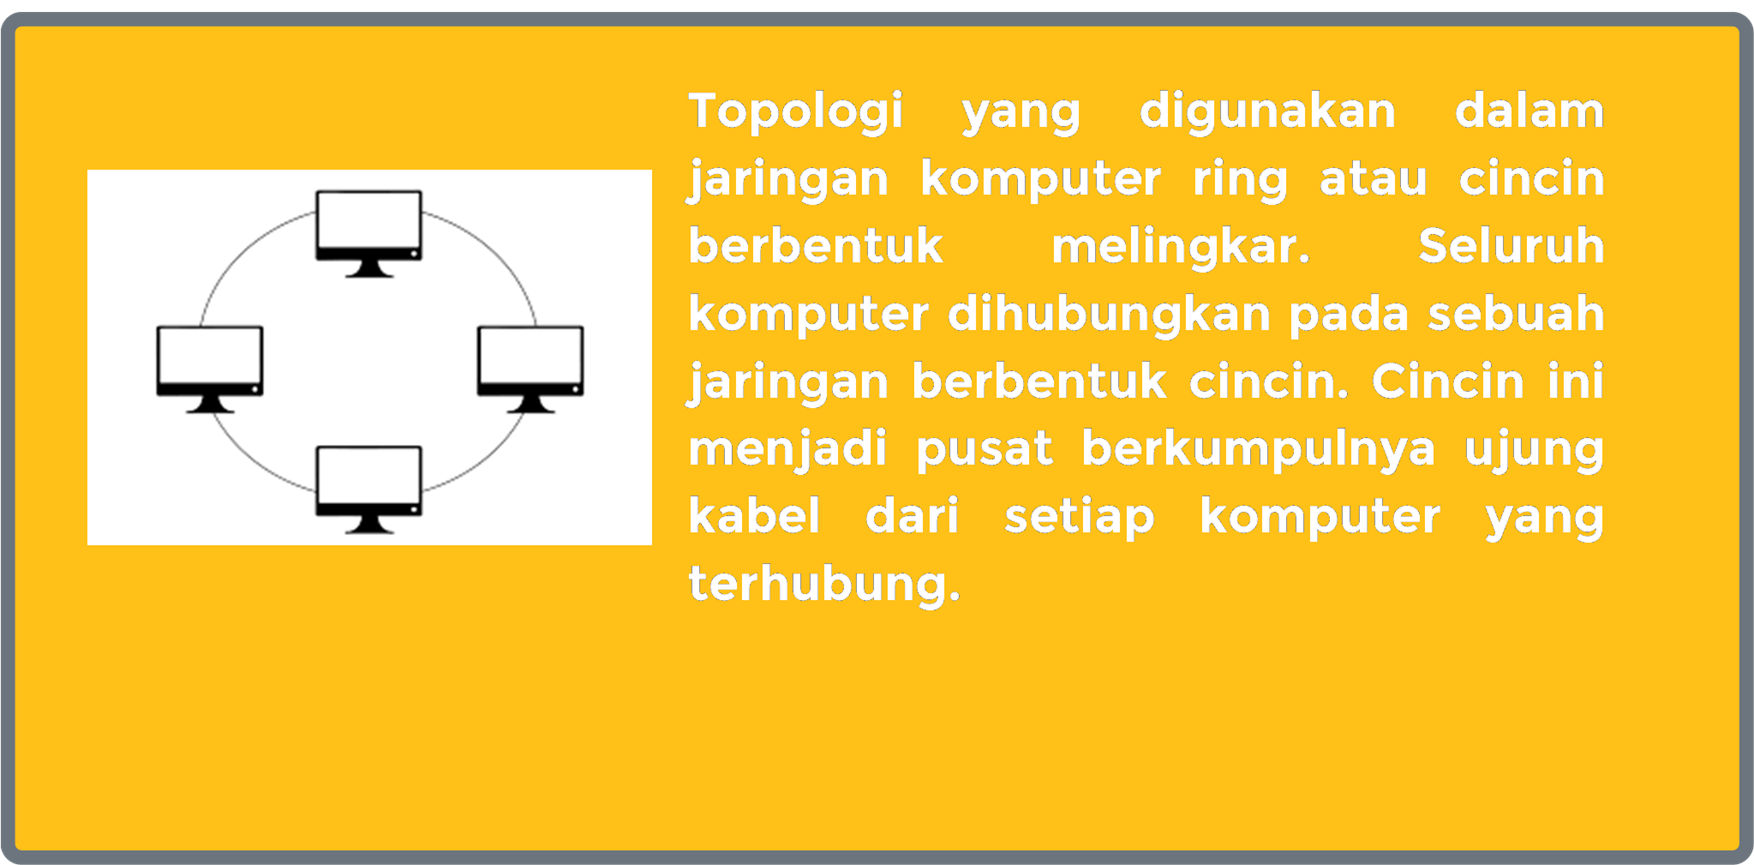 Topologi yang digunakan dalam
jaringan komputer ring atau cincin
berbentuk melingkar. Seluruh
komputer dihubungkan pada sebuah
jaringan berbentuk cincin. Cincin ini
menjadi pusat berkumpulnya ujung
kabel dari setiap komputer yang
terhubung.